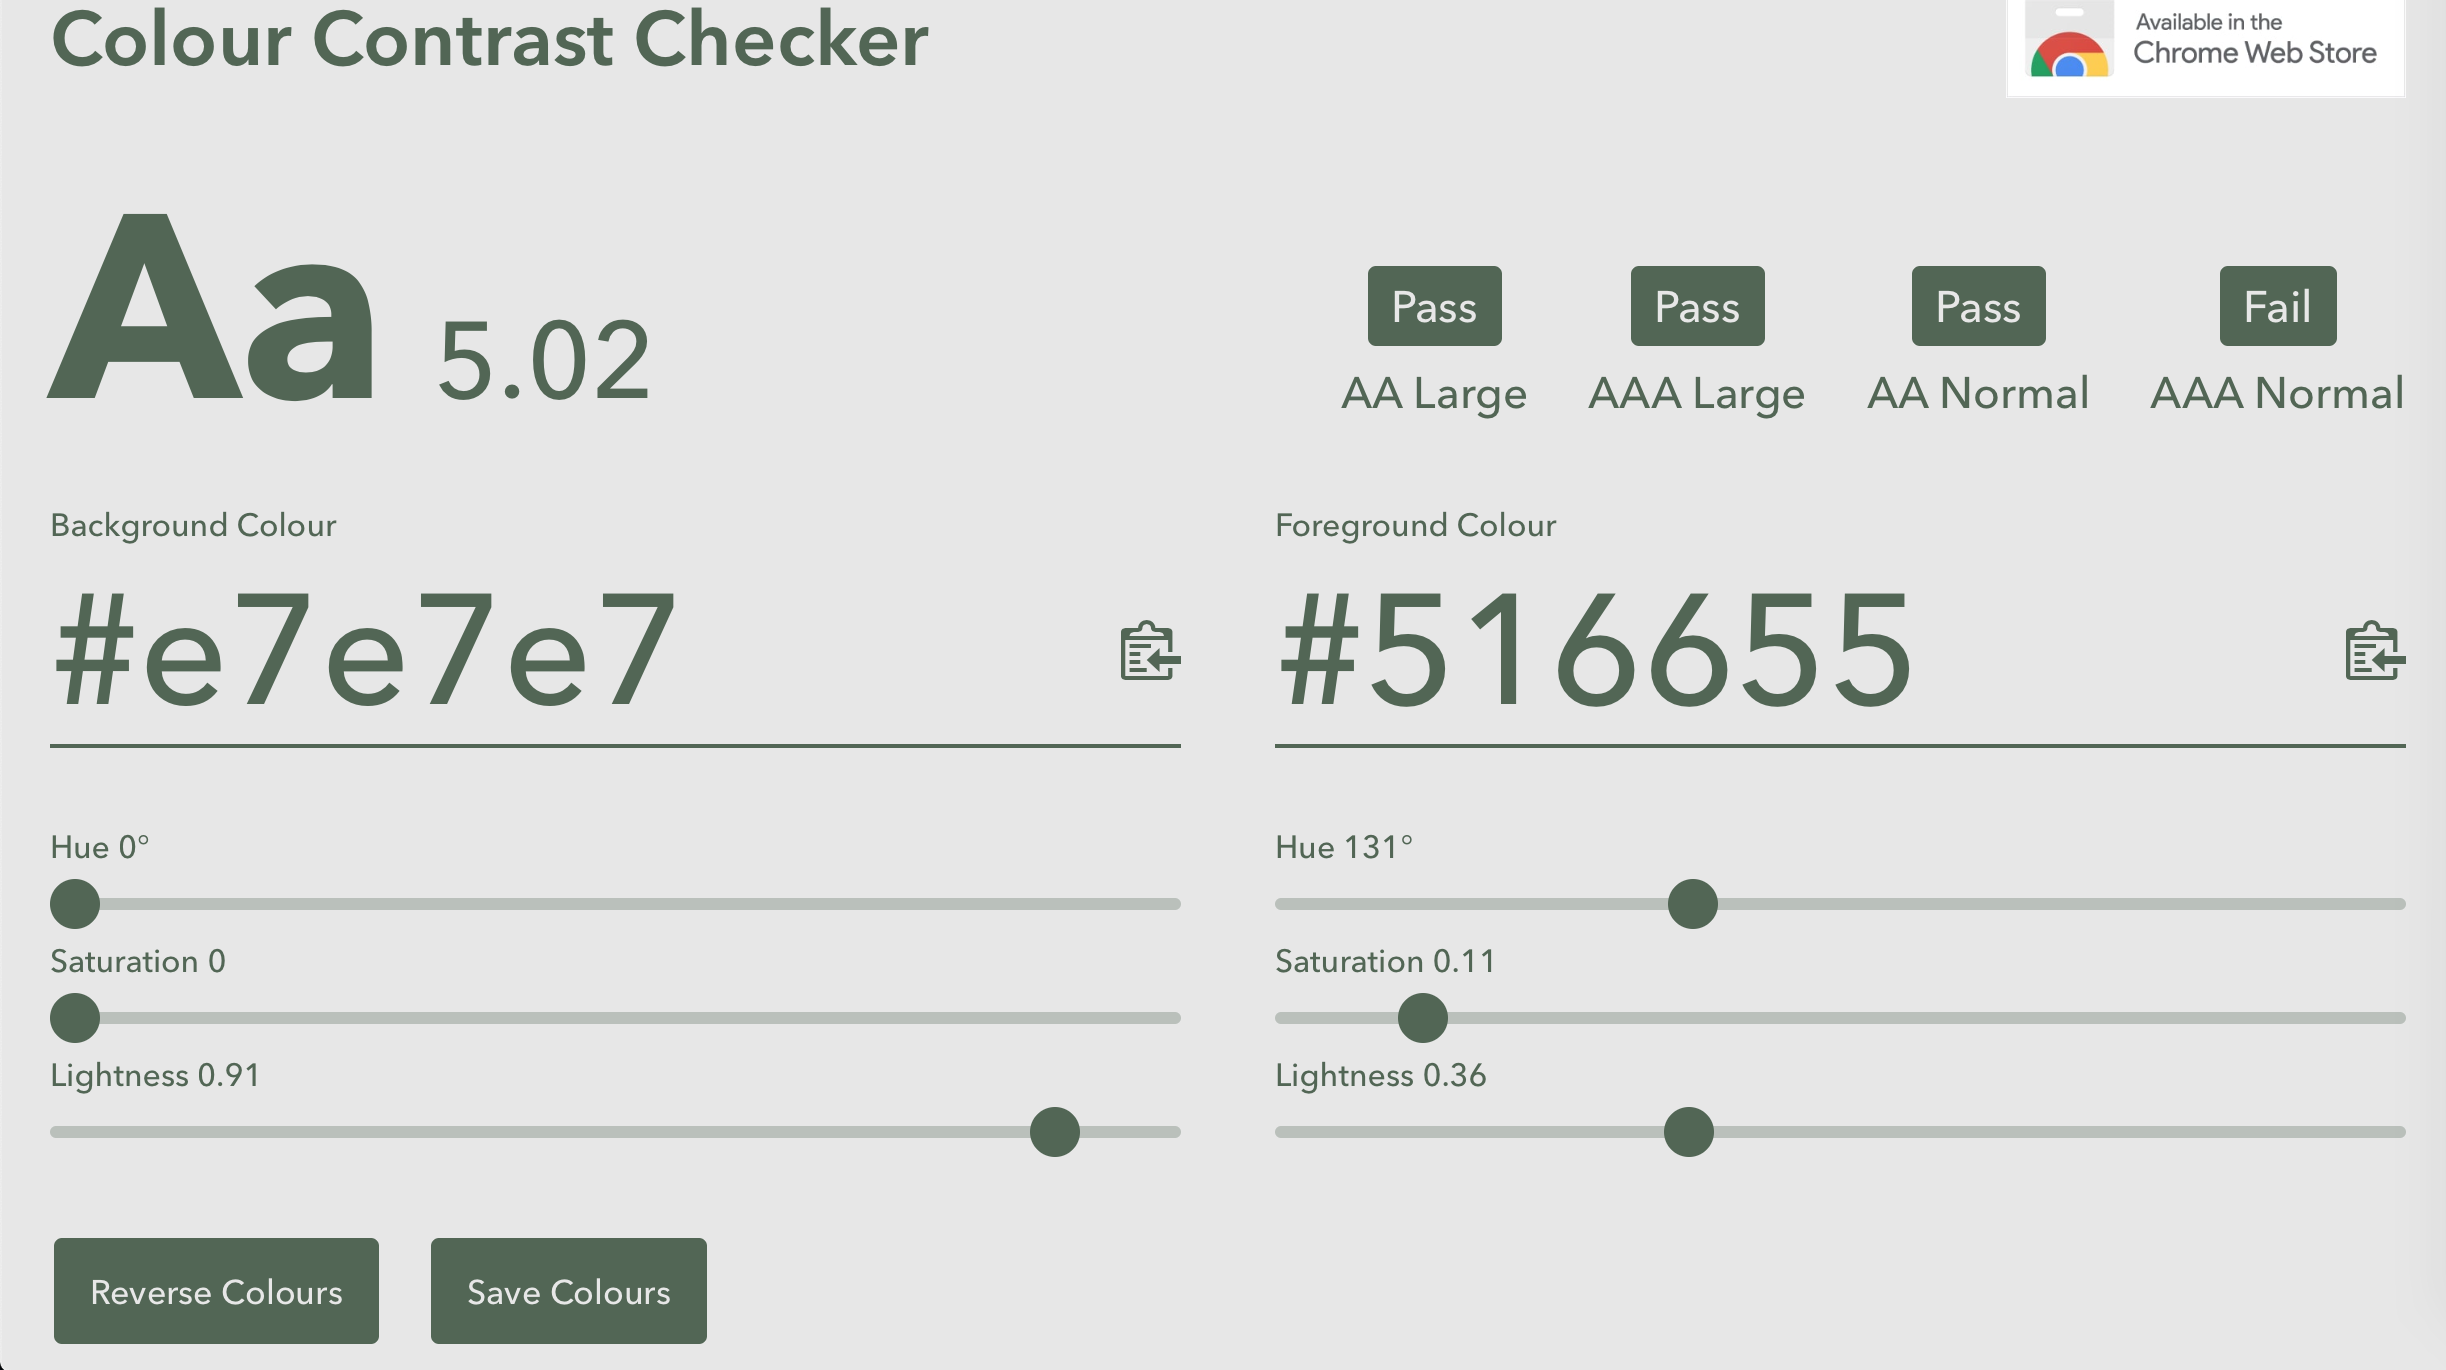 Colour Contrast Checker
Available in the
Chrome Web Store
Aa 5.02
Pass Pass Pass Fail
AA Large AAA Large AA Normal AAA Normal
Background Colour
#e7e7e7
Foreground Colour
#516655
Hue 0°
Saturation 0
Lightness 0.91
Hue 131°
Saturation 0.11
Lightness 0.36
Reverse Colours Save Colours